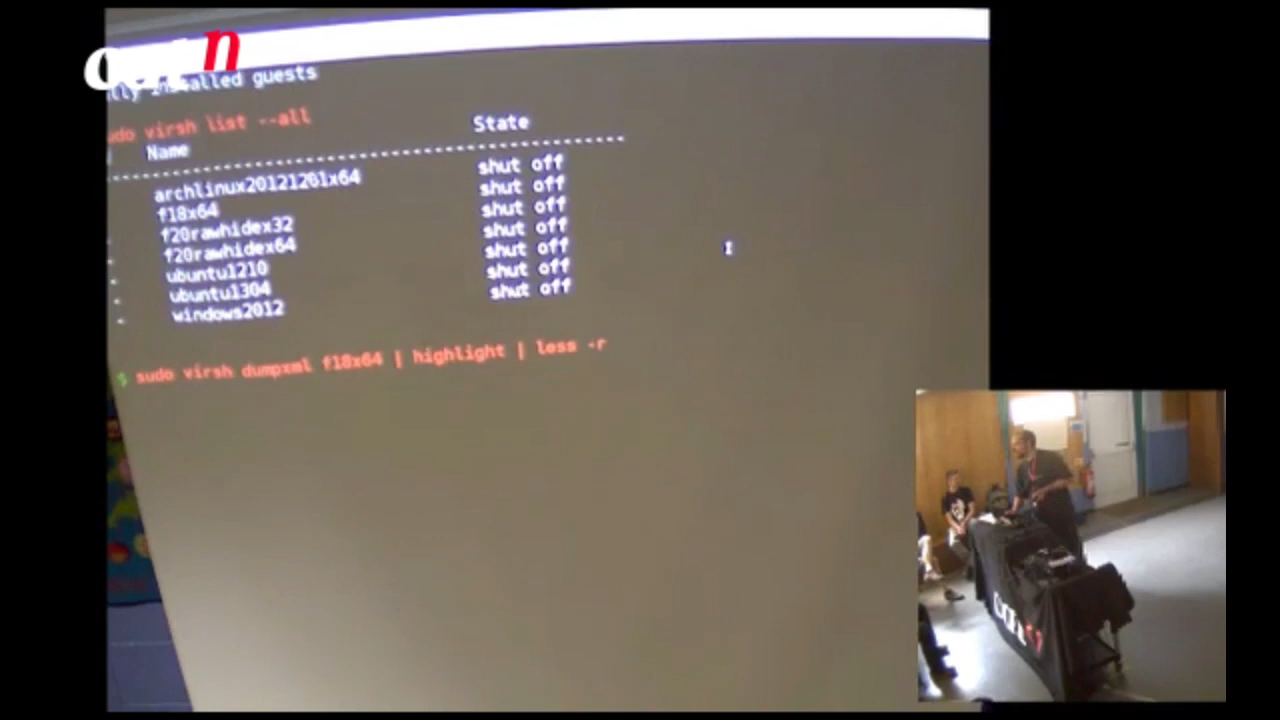 installed guests
sudo virsh list --all
Name State
archlinux20121201x64 shut off
f18x64 shut off
f20rawhidex32 shut off
f20rawhidex64 shut off
ubuntu1210 shut off
ubuntu1304 shut off
windows2012 shut off
$ sudo virsh dumpxml f18x64 | highlight | less -r